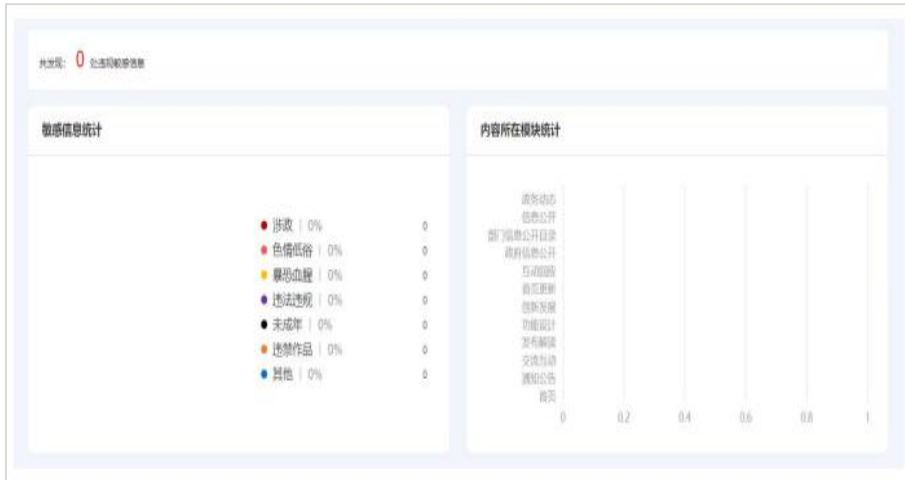 共发现: 0 处违规敏感信息
敏感信息统计
涉政 | 0% 0
色情低俗 | 0% 0
暴恐血腥 | 0% 0
违法违规 | 0% 0
未成年 | 0% 0
违禁作品 | 0% 0
其他 | 0% 0
内容所在模块统计
政务动态
信息公开
部门信息公开目录
政府信息公开
互动回应
首页更新
创新发展
功能设计
发布解读
交流互动
通知公告
首页
0 0.2 0.4 0.6 0.8 1